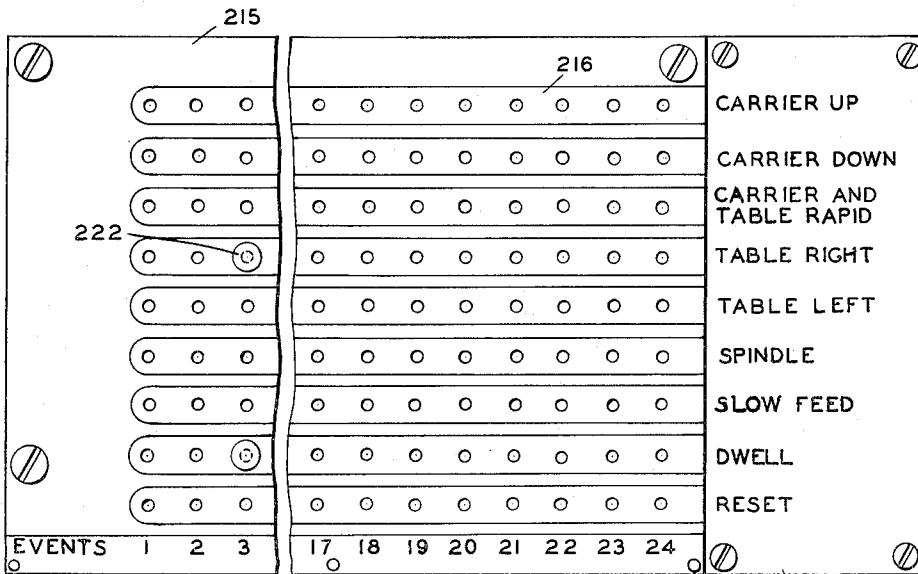 215
216
CARRIER UP
CARRIER DOWN
CARRIER AND
TABLE RAPID
222
TABLE RIGHT
TABLE LEFT
SPINDLE
SLOW FEED
DWELL
RESET
EVENTS 1 2 3 17 18 19 20 21 22 23 24